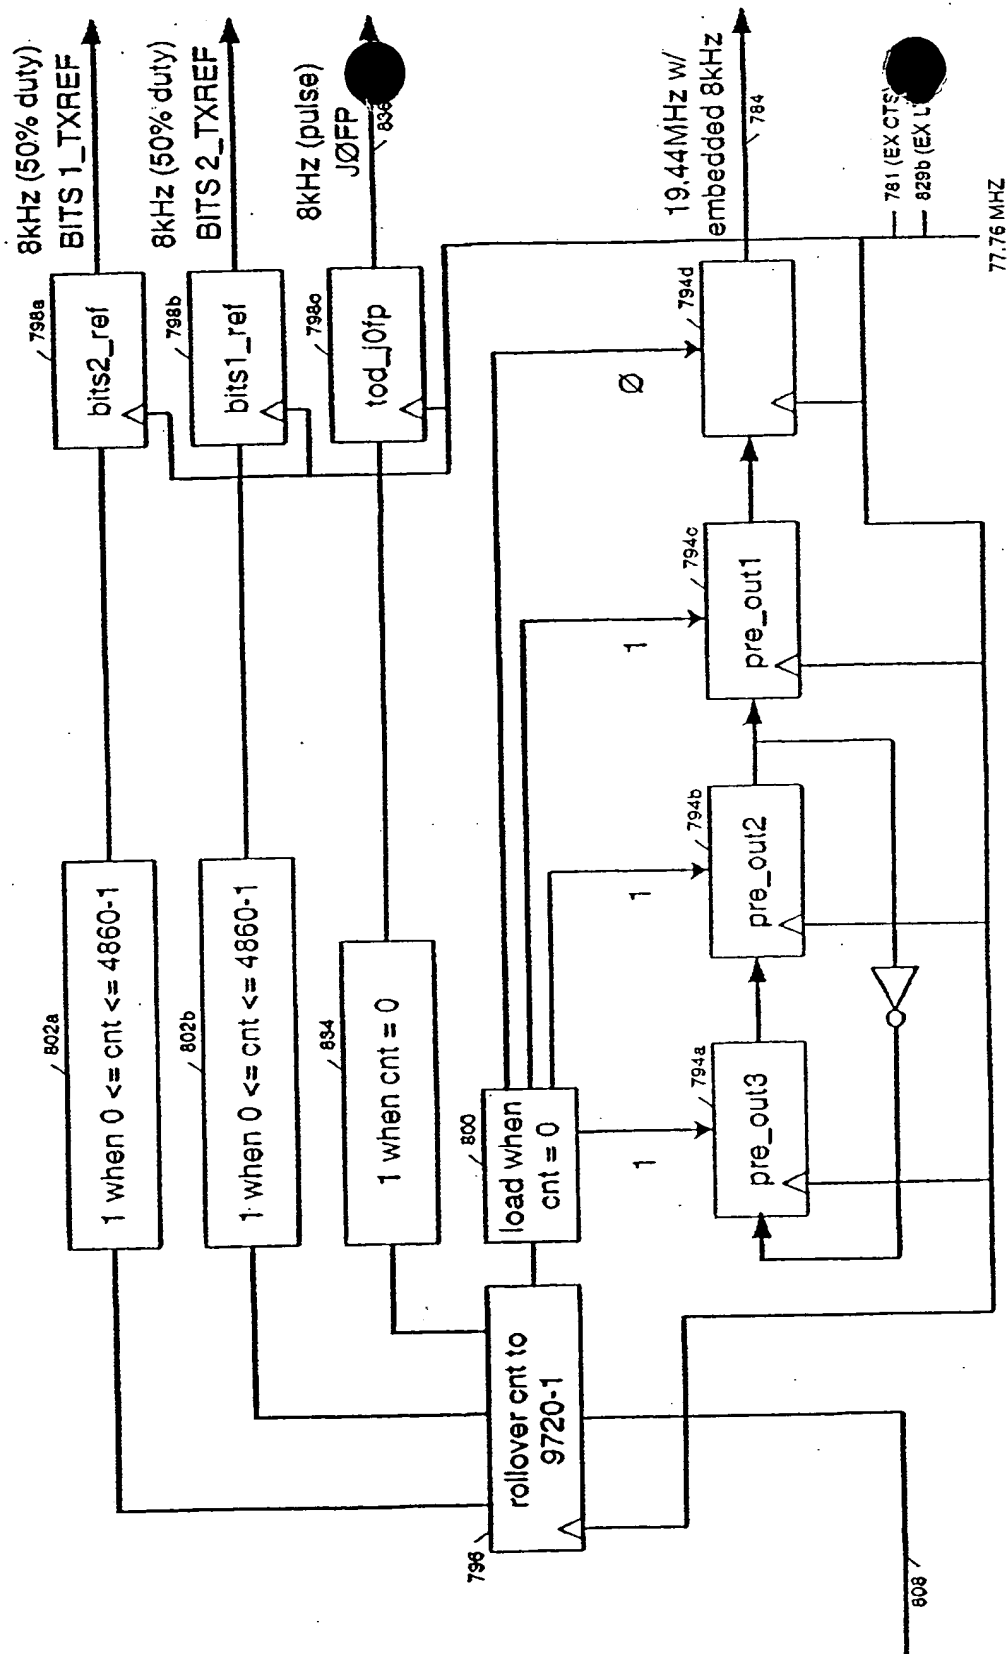 8kHz (50% duty)
BITS 1_TXREF
798a
bits2_ref
802a
1 when 0 <= cnt <= 4860-1
8kHz (50% duty)
BITS 2_TXREF
798b
bits1_ref
802b
1 when 0 <= cnt <= 4860-1
8kHz (pulse)
JØFP
836
798c
tod_j0fp
834
1 when cnt = 0
800
load when
cnt = 0
796
rollover cnt to
9720-1
808
1
794a
pre_out3
1
794b
pre_out2
1
794c
pre_out1
Ø
794d
19.44MHz w/
embedded 8kHz
784
781 (EX CTS)
829b (EX
77.76 MHZ